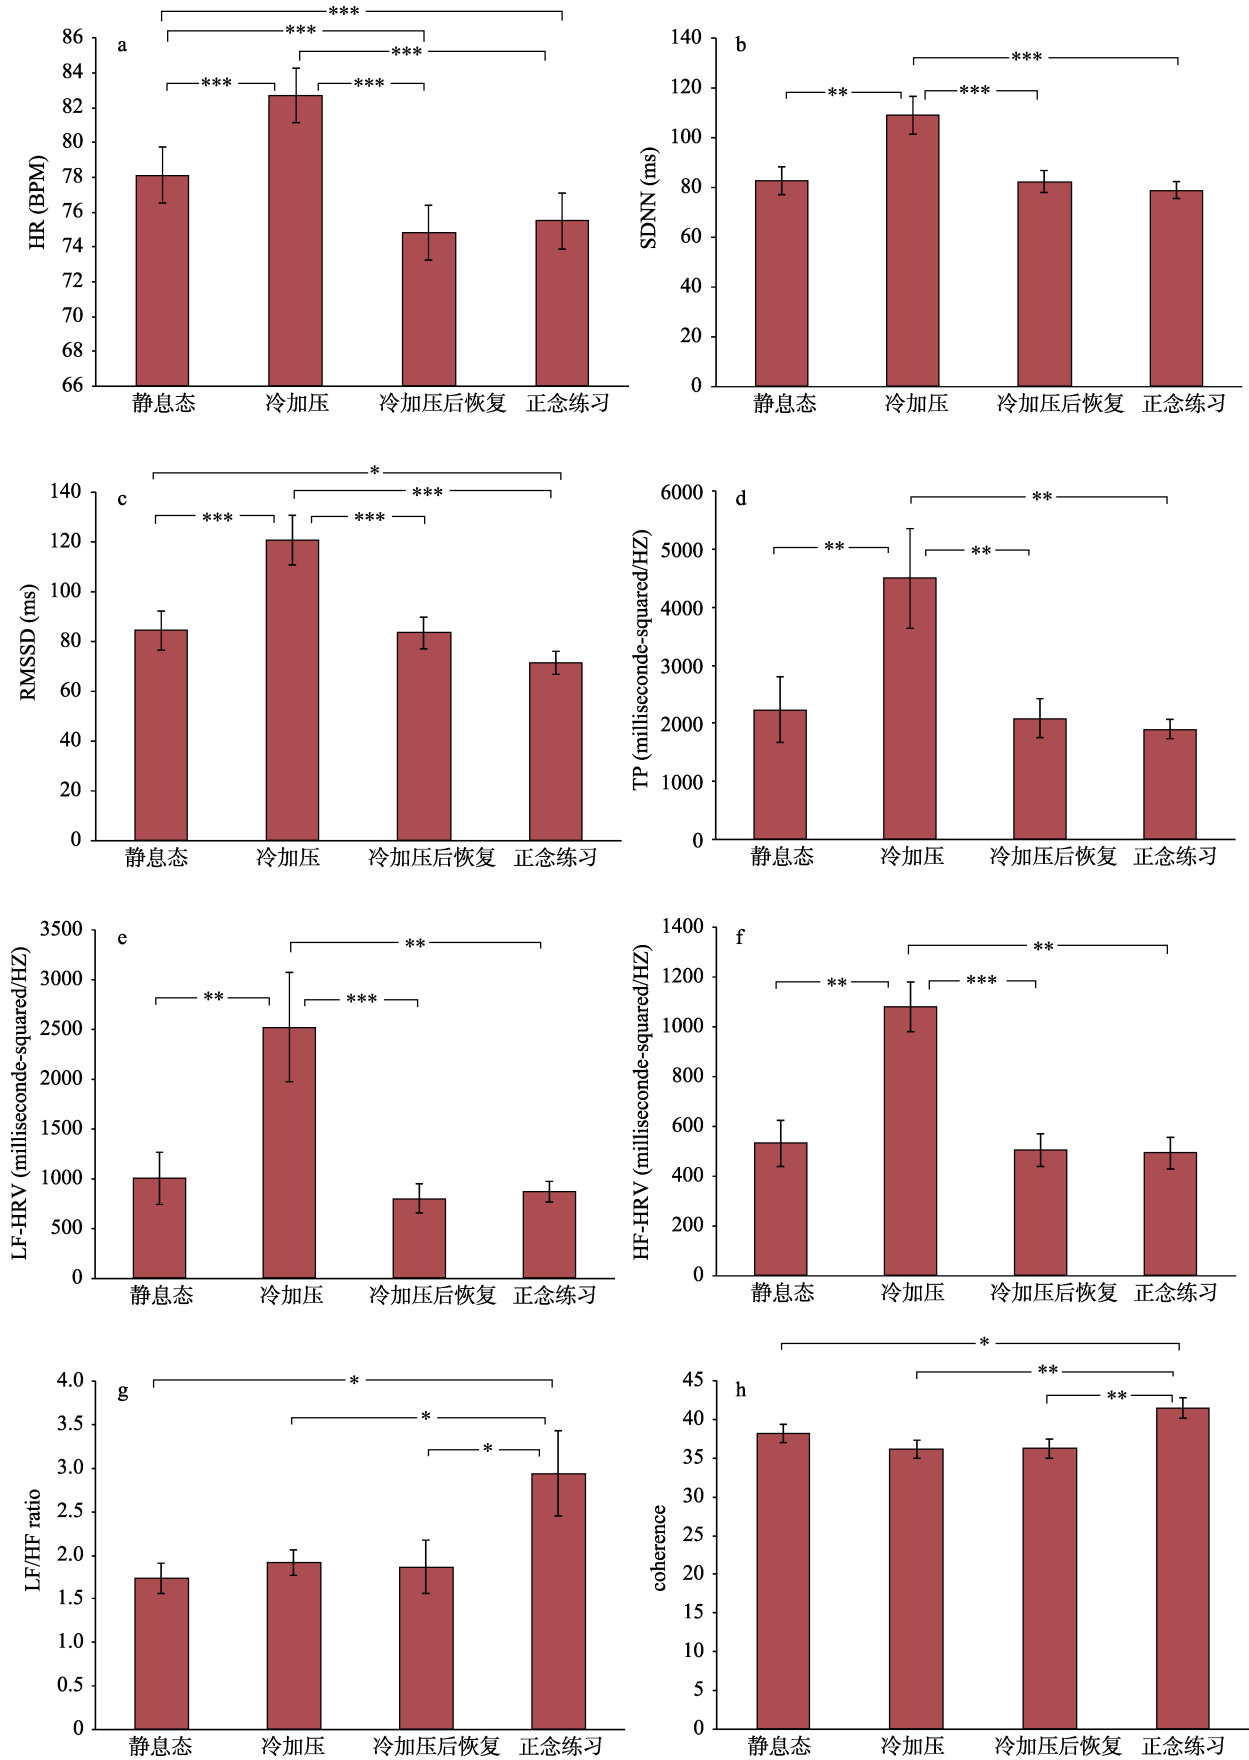 ***
***
***
***
***
a
86
84
82
80
78
76
74
72
70
68
66
HR (BPM)
静息态
冷加压
冷加压后恢复
正念练习
b
***
**
***
140
120
100
80
60
40
20
0
SDNN (ms)
静息态
冷加压
冷加压后恢复
正念练习
*
***
***
***
c
140
120
100
80
60
40
20
0
RMSSD (ms)
静息态
冷加压
冷加压后恢复
正念练习
d
**
**
**
6000
5000
4000
3000
2000
1000
0
TP (milliseconde-squared/HZ)
静息态
冷加压
冷加压后恢复
正念练习
e
**
**
***
3500
3000
2500
2000
1500
1000
500
0
LF-HRV (milliseconde-squared/HZ)
静息态
冷加压
冷加压后恢复
正念练习
f
**
**
***
1400
1200
1000
800
600
400
200
0
HF-HRV (milliseconde-squared/HZ)
静息态
冷加压
冷加压后恢复
正念练习
g
*
*
*
4.0
3.5
3.0
2.5
2.0
1.5
1.0
0.5
0
LF/HF ratio
静息态
冷加压
冷加压后恢复
正念练习
*
**
**
h
45
40
35
30
25
20
15
10
5
0
coherence
静息态
冷加压
冷加压后恢复
正念练习